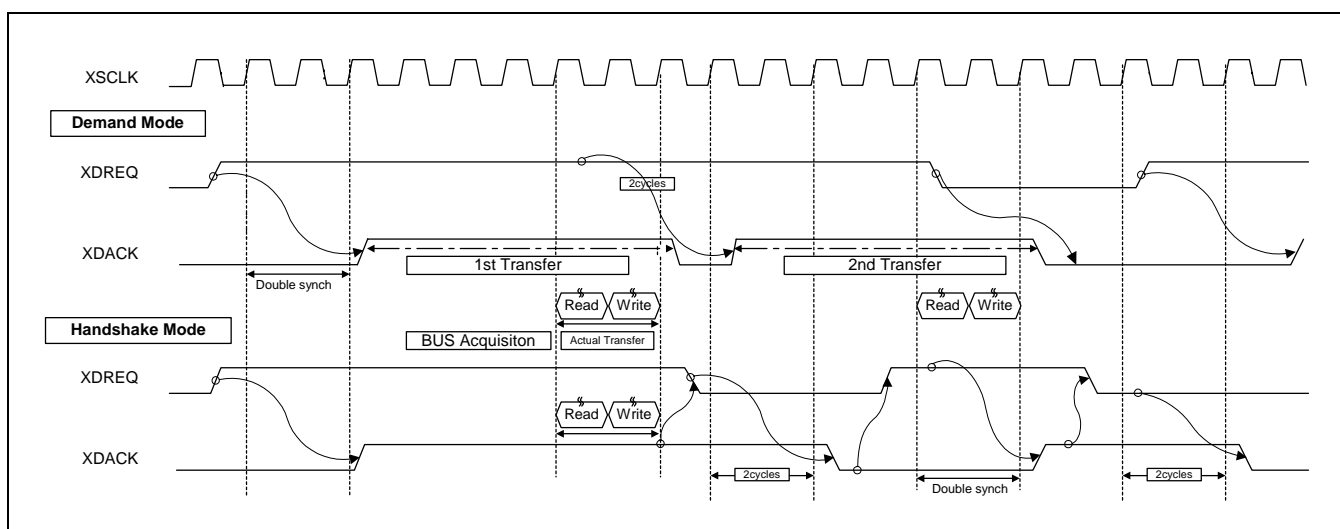 XSCLK
Demand Mode
XDREQ
2cycles
XDACK
1st Transfer
2nd Transfer
Double synch
Read
Write
Read
Write
Handshake Mode
BUS Acquisiton
Actual Transfer
XDREQ
Read
Write
XDACK
2cycles
Double synch
2cycles